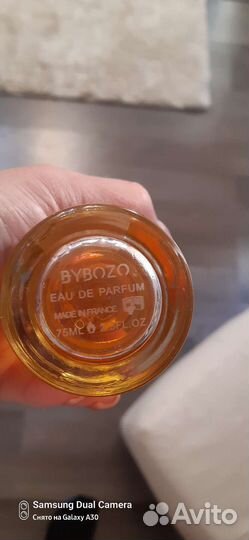 BYBOZO
EAU DE PARFUM
MADE IN FRANCE
75ML FL.OZ
SAMSUNG Dual Camera
Снято на Galaxy A30
Avito